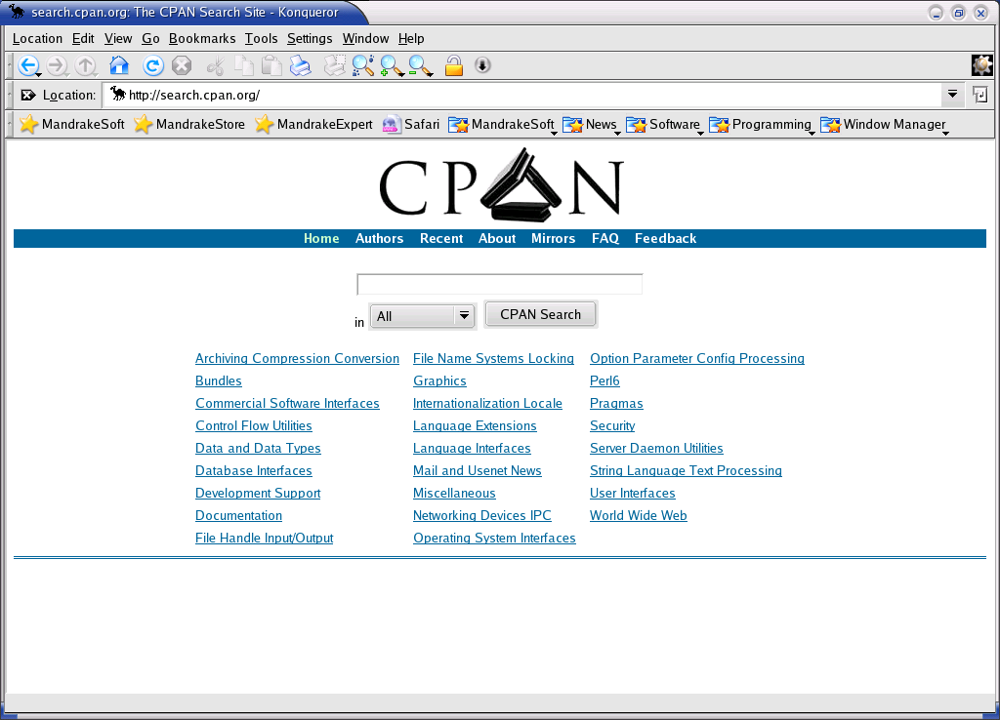 search.cpan.org: The CPAN Search Site - Konqueror
Location Edit View Go Bookmarks Tools Settings Window Help
Location: http://search.cpan.org/
MandrakeSoft MandrakeStore MandrakeExpert Safari MandrakeSoft News Software Programming Window Manager
CPAN
Home Authors Recent About Mirrors FAQ Feedback
in All CPAN Search
Archiving Compression Conversion File Name Systems Locking Option Parameter Config Processing
Bundles Graphics Perl6
Commercial Software Interfaces Internationalization Locale Pragmas
Control Flow Utilities Language Extensions Security
Data and Data Types Language Interfaces Server Daemon Utilities
Database Interfaces Mail and Usenet News String Language Text Processing
Development Support Miscellaneous User Interfaces
Documentation Networking Devices IPC World Wide Web
File Handle Input/Output Operating System Interfaces